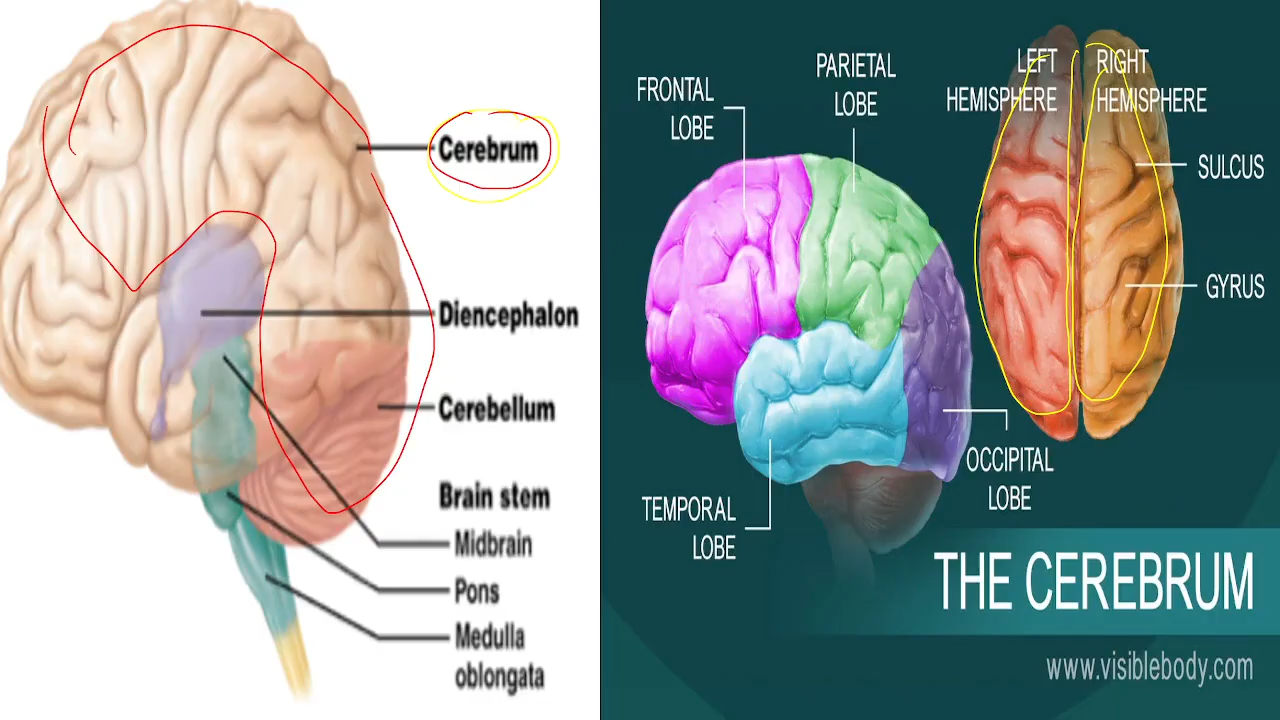 Cerebrum
Diencephalon
Cerebellum
Brain stem
Midbrain
Pons
Medulla
oblongata
FRONTAL
LOBE
PARIETAL
LOBE
LEFT
HEMISPHERE
RIGHT
HEMISPHERE
SULCUS
GYRUS
OCCIPITAL
LOBE
TEMPORAL
LOBE
THE CEREBRUM
www.visiblebody.com